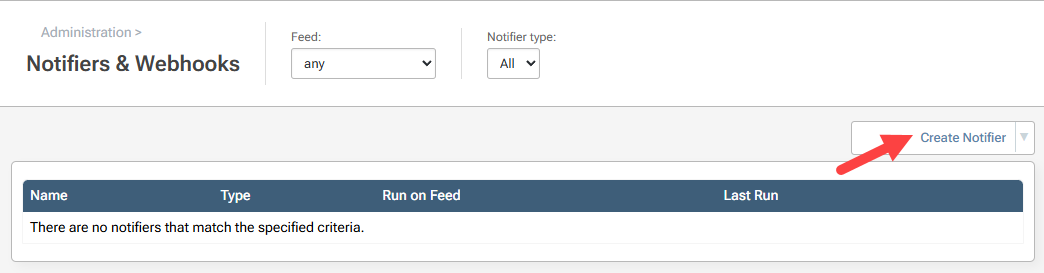 Administration >
Notifiers & Webhooks
Feed:
any
Notifier type:
All
Create Notifier
Name Type Run on Feed Last Run
There are no notifiers that match the specified criteria.